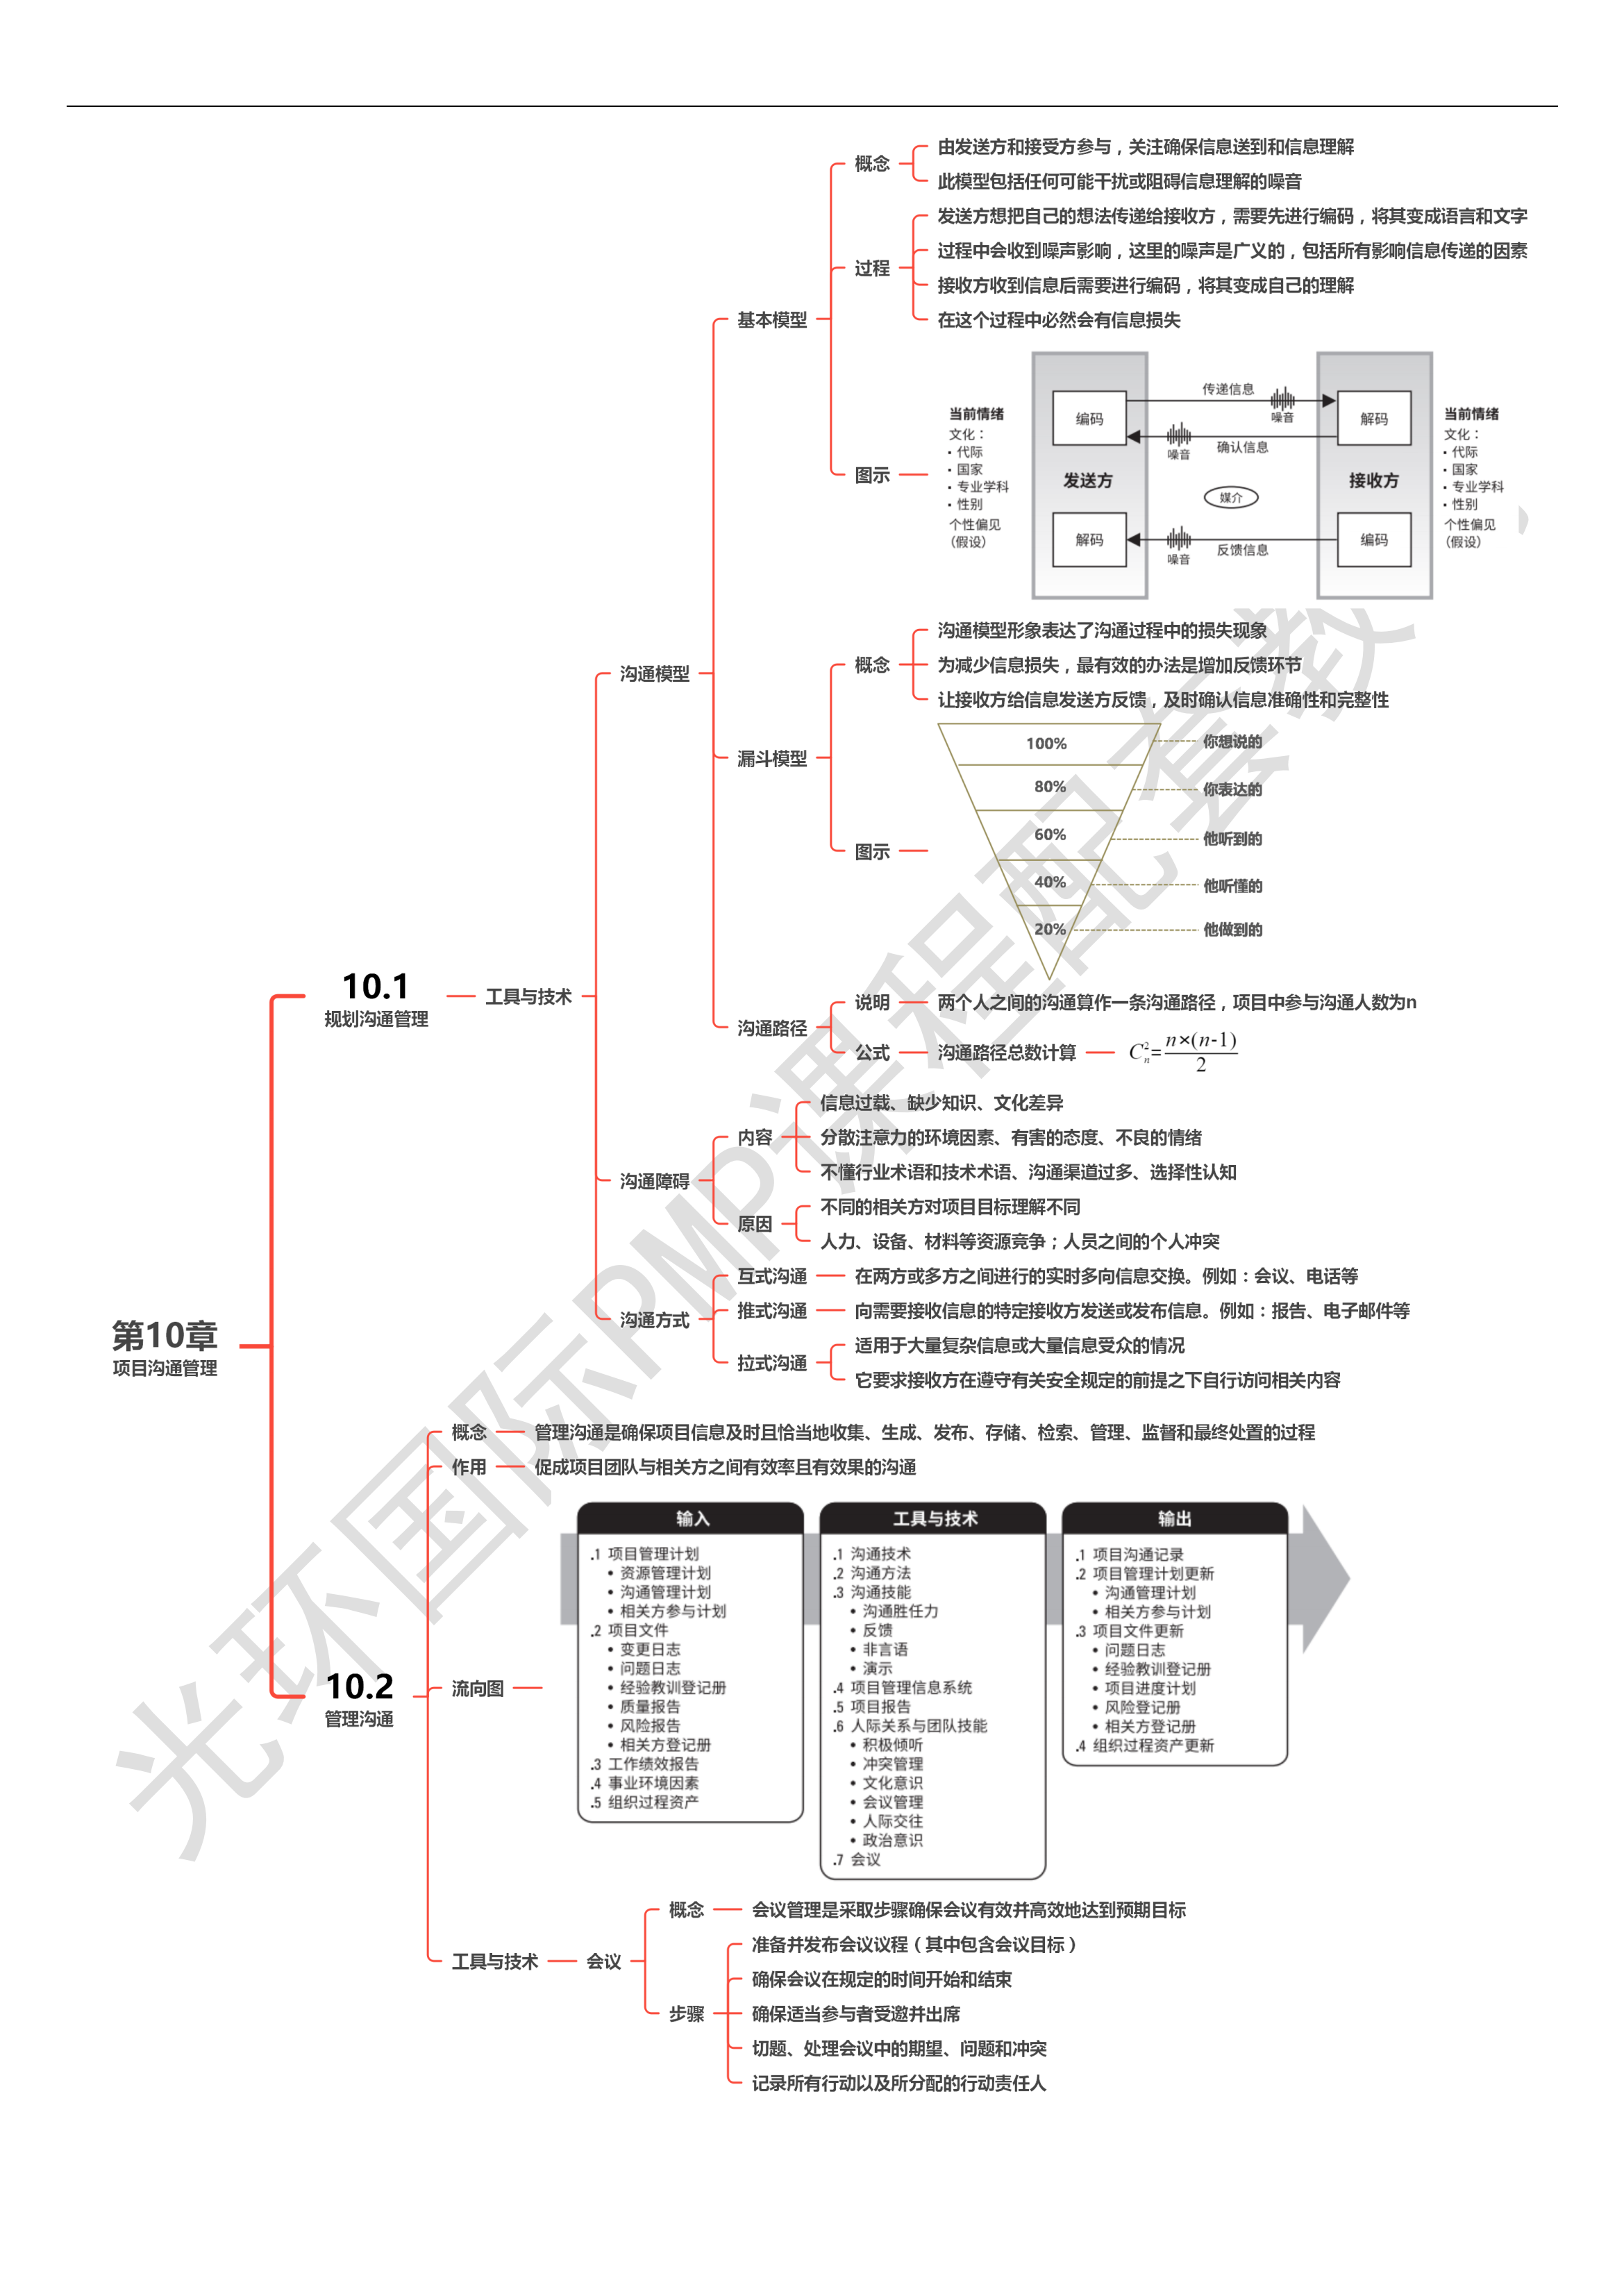 第10章
项目沟通管理
10.1
规划沟通管理
工具与技术
沟通模型
基本模型
概念
由发送方和接受方参与，关注确保信息送到和信息理解
此模型包括任何可能干扰或阻碍信息理解的噪音
过程
发送方想把自己的想法传递给接收方，需要先进行编码，将其变成语言和文字
过程中会收到噪声影响，这里的噪声是广义的，包括所有影响信息传递的因素
接收方收到信息后需要进行编码，将其变成自己的理解
在这个过程中必然会有信息损失
图示
当前情绪
文化：
• 代际
• 国家
• 专业学科
• 性别
个性偏见
（假设）
编码
发送方
解码
传递信息
噪音
噪音
确认信息
媒介
噪音
反馈信息
解码
接收方
编码
当前情绪
文化：
• 代际
• 国家
• 专业学科
• 性别
个性偏见
（假设）
漏斗模型
概念
沟通模型形象表达了沟通过程中的损失现象
为减少信息损失，最有效的办法是增加反馈环节
让接收方给信息发送方反馈，及时确认信息准确性和完整性
图示
100% 你想说的
80% 你表达的
60% 他听到的
40% 他听懂的
20% 他做到的
沟通路径
说明
两个人之间的沟通算作一条沟通路径，项目中参与沟通人数为n
公式
沟通路径总数计算
C²ₙ=n×(n-1)/2
沟通障碍
内容
信息过载、缺少知识、文化差异
分散注意力的环境因素、有害的态度、不良的情绪
不懂行业术语和技术术语、沟通渠道过多、选择性认知
原因
不同的相关方对项目目标理解不同
人力、设备、材料等资源竞争；人员之间的个人冲突
沟通方式
互式沟通
在两方或多方之间进行的实时多向信息交换。例如：会议、电话等
推式沟通
向需要接收信息的特定接收方发送或发布信息。例如：报告、电子邮件等
拉式沟通
适用于大量复杂信息或大量信息受众的情况
它要求接收方在遵守有关安全规定的前提之下自行访问相关内容
10.2
管理沟通
概念
管理沟通是确保项目信息及时且恰当地收集、生成、发布、存储、检索、管理、监督和最终处置的过程
作用
促成项目团队与相关方之间有效率且有效果的沟通
流向图
输入
.1 项目管理计划
• 资源管理计划
• 沟通管理计划
• 相关方参与计划
.2 项目文件
• 变更日志
• 问题日志
• 经验教训登记册
• 质量报告
• 风险报告
• 相关方登记册
.3 工作绩效报告
.4 事业环境因素
.5 组织过程资产
工具与技术
.1 沟通技术
.2 沟通方法
.3 沟通技能
• 沟通胜任力
• 反馈
• 非言语
• 演示
.4 项目管理信息系统
.5 项目报告
.6 人际关系与团队技能
• 积极倾听
• 冲突管理
• 文化意识
• 会议管理
• 人际交往
• 政治意识
.7 会议
输出
.1 项目沟通记录
.2 项目管理计划更新
• 沟通管理计划
• 相关方参与计划
.3 项目文件更新
• 问题日志
• 经验教训登记册
• 项目进度计划
• 风险登记册
• 相关方登记册
.4 组织过程资产更新
工具与技术
会议
概念
会议管理是采取步骤确保会议有效并高效地达到预期目标
步骤
准备并发布会议议程（其中包含会议目标）
确保会议在规定的时间开始和结束
确保适当参与者受邀并出席
切题、处理会议中的期望、问题和冲突
记录所有行动以及所分配的行动责任人
光环国际PMP课程配套教